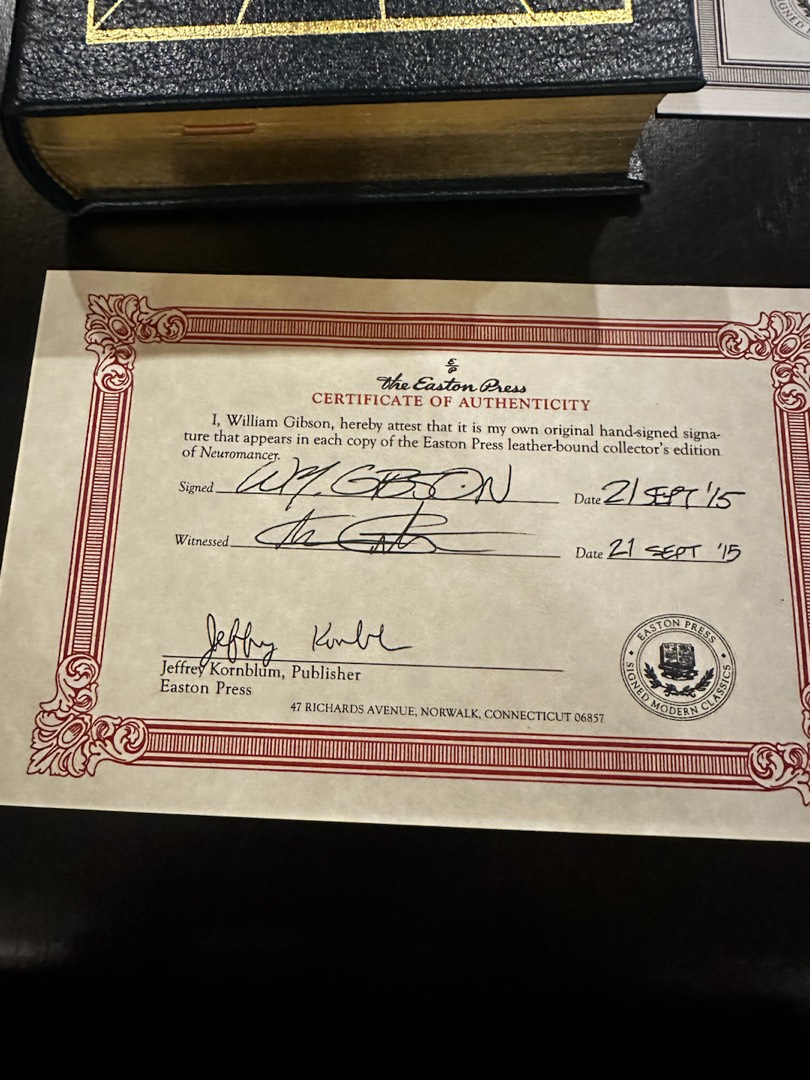 E
P
The Easton Press
CERTIFICATE OF AUTHENTICITY
I, William Gibson, hereby attest that it is my own original hand-signed signa-
ture that appears in each copy of the Easton Press leather-bound collector's edition
of Neuromancer.
Signed WM. GIBSON Date 21 SEPT '15
Witnessed Date 21 SEPT '15
Jeffrey Kornblum, Publisher
Easton Press
47 RICHARDS AVENUE, NORWALK, CONNECTICUT 06857
EASTON PRESS
SIGNED MODERN CLASSICS